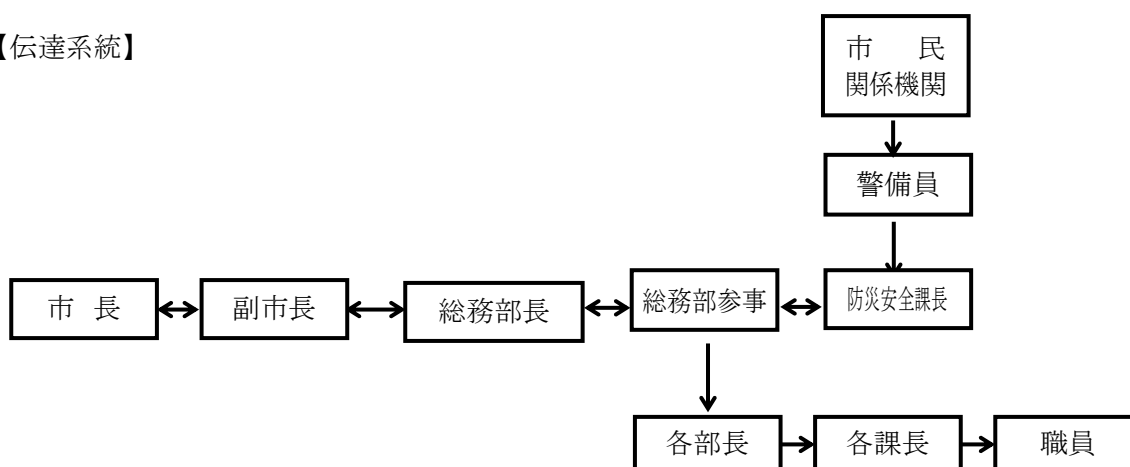 【伝達系統】
市　民
関係機関
警備員
市 長
副市長
総務部長
総務部参事
防災安全課長
各部長
各課長
職員